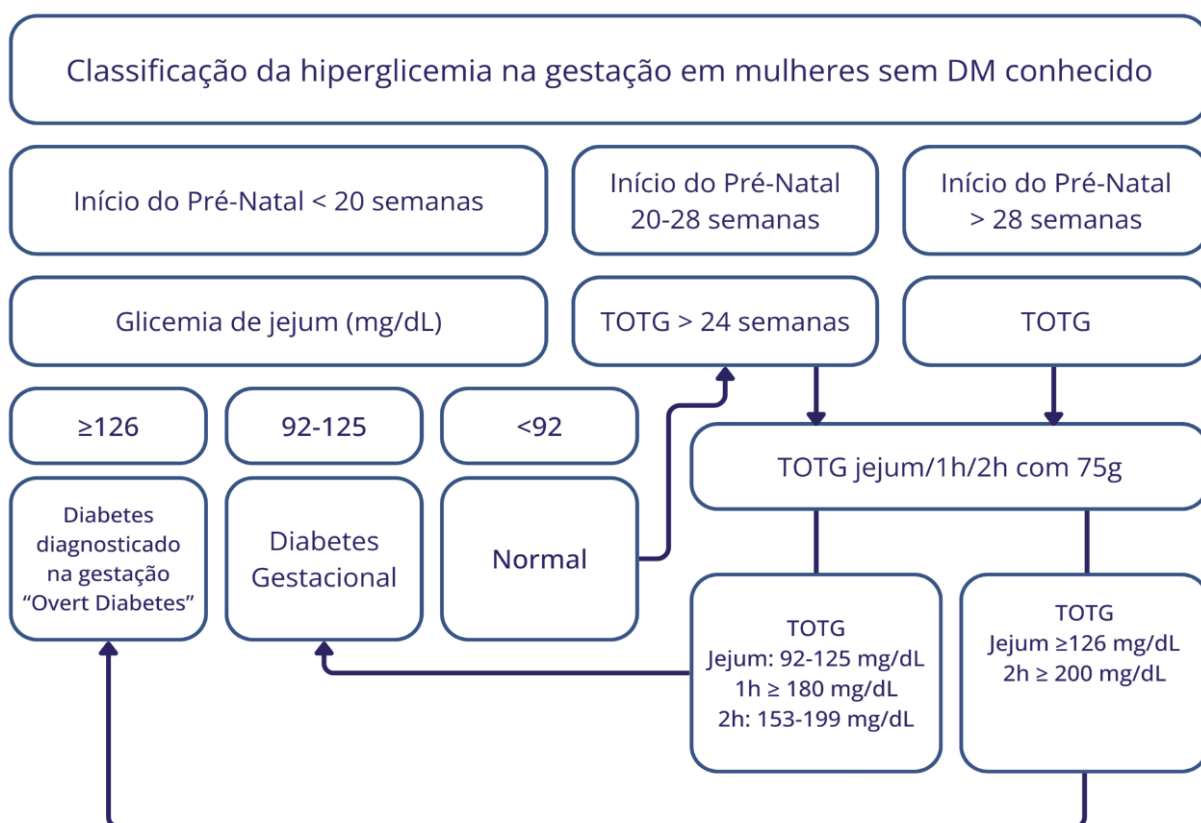 Classificação da hiperglicemia na gestação em mulheres sem DM conhecido
Início do Pré-Natal < 20 semanas
Início do Pré-Natal
20-28 semanas
Início do Pré-Natal
> 28 semanas
Glicemia de jejum (mg/dL)
TOTG > 24 semanas
TOTG
≥126
92-125
<92
TOTG jejum/1h/2h com 75g
Diabetes
diagnosticado
na gestação
“Overt Diabetes”
Diabetes
Gestacional
Normal
TOTG
Jejum: 92-125 mg/dL
1h ≥ 180 mg/dL
2h: 153-199 mg/dL
TOTG
Jejum ≥126 mg/dL
2h ≥ 200 mg/dL